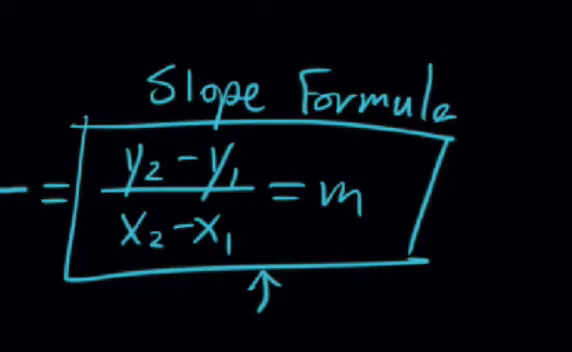 Slope Formula
— = y₂ - y₁ / x₂ - x₁ = m